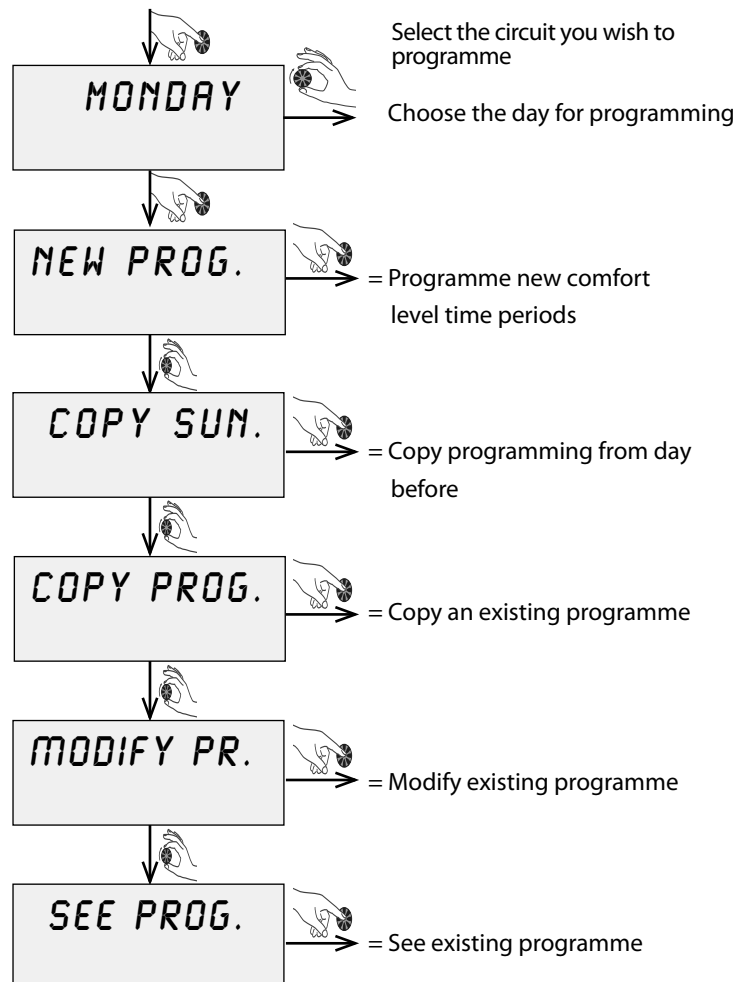 Select the circuit you wish to
programme
MONDAY
Choose the day for programming
NEW PROG.
= Programme new comfort
level time periods
COPY SUN.
= Copy programming from day
before
COPY PROG.
= Copy an existing programme
MODIFY PR.
= Modify existing programme
SEE PROG.
= See existing programme